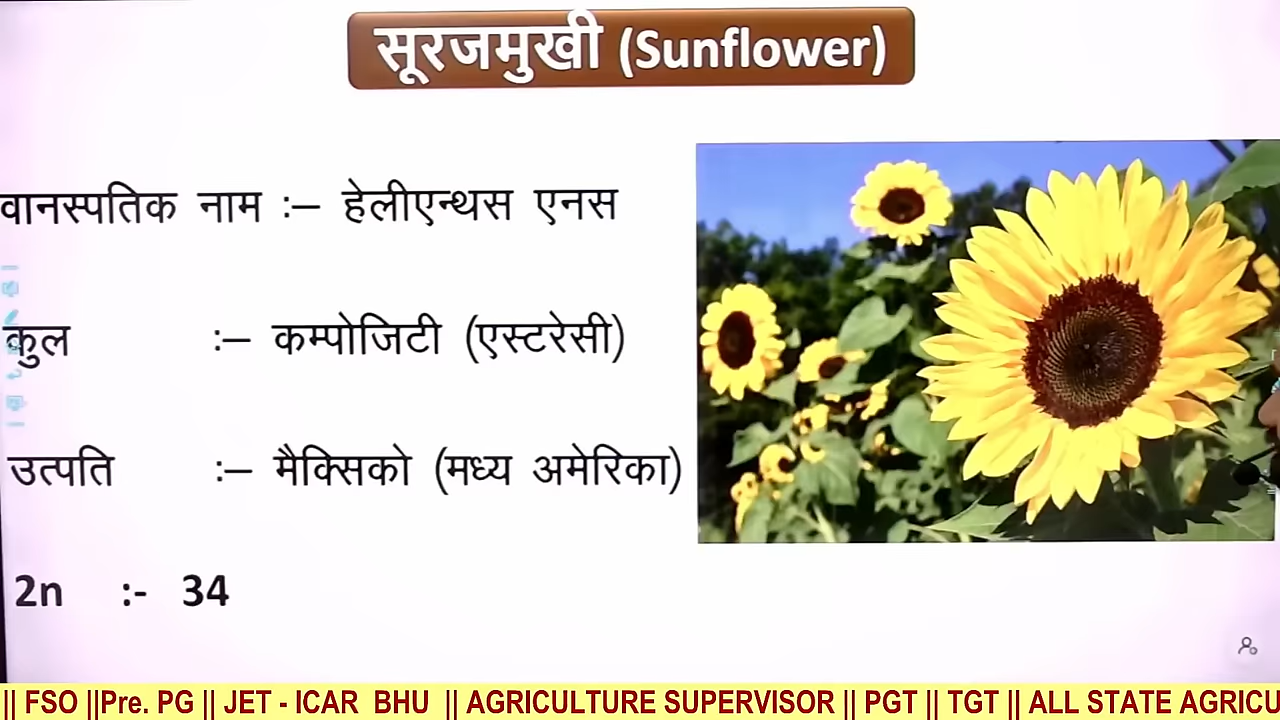 सूरजमुखी (Sunflower)
वानस्पतिक नाम :– हेलीएन्थस एनस
कुल :– कम्पोजिटी (एस्टरेसी)
उत्पति :– मैक्सिको (मध्य अमेरिका)
2n :- 34
|| FSO ||Pre. PG || JET - ICAR BHU || AGRICULTURE SUPERVISOR || PGT || TGT || ALL STATE AGRICU